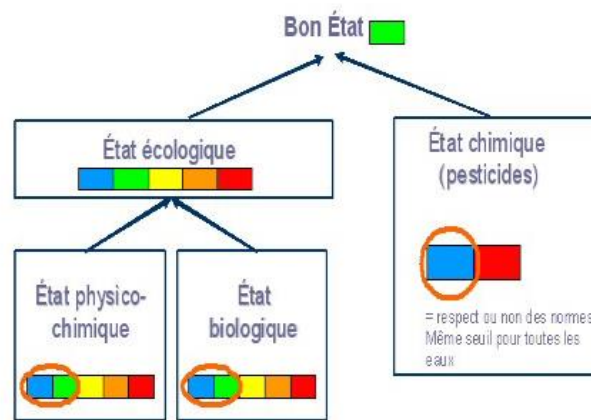 Bon État
État écologique
État chimique
(pesticides)
= respect ou non des normes
Même seuil pour toutes les
eaux
État physico-
chimique
État
biologique